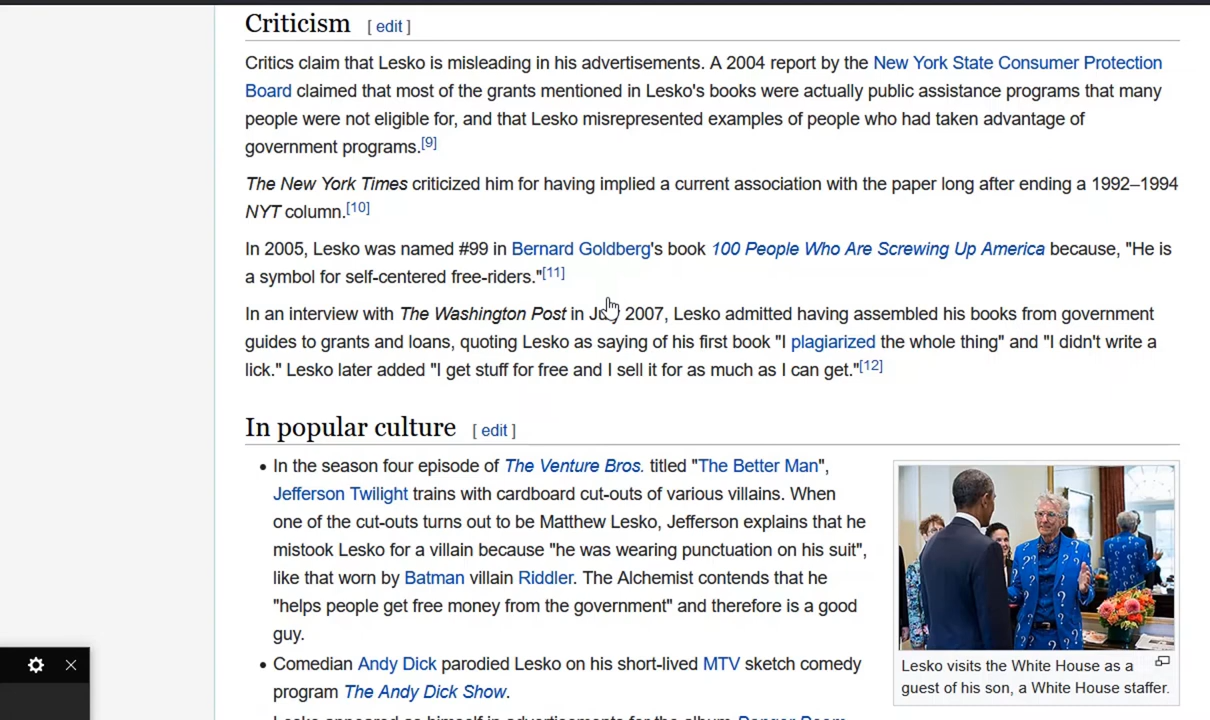 Criticism [ edit ]
Critics claim that Lesko is misleading in his advertisements. A 2004 report by the New York State Consumer Protection
Board claimed that most of the grants mentioned in Lesko's books were actually public assistance programs that many
people were not eligible for, and that Lesko misrepresented examples of people who had taken advantage of
government programs.[9]
The New York Times criticized him for having implied a current association with the paper long after ending a 1992–1994
NYT column.[10]
In 2005, Lesko was named #99 in Bernard Goldberg's book 100 People Who Are Screwing Up America because, "He is
a symbol for self-centered free-riders."[11]
In an interview with The Washington Post in July 2007, Lesko admitted having assembled his books from government
guides to grants and loans, quoting Lesko as saying of his first book "I plagiarized the whole thing" and "I didn't write a
lick." Lesko later added "I get stuff for free and I sell it for as much as I can get."[12]
In popular culture [ edit ]
• In the season four episode of The Venture Bros. titled "The Better Man",
Jefferson Twilight trains with cardboard cut-outs of various villains. When
one of the cut-outs turns out to be Matthew Lesko, Jefferson explains that he
mistook Lesko for a villain because "he was wearing punctuation on his suit",
like that worn by Batman villain Riddler. The Alchemist contends that he
"helps people get free money from the government" and therefore is a good
guy.
• Comedian Andy Dick parodied Lesko on his short-lived MTV sketch comedy
program The Andy Dick Show.
Lesko appeared as himself in advertisements for the album Danger Doom
Lesko visits the White House as a
guest of his son, a White House staffer.